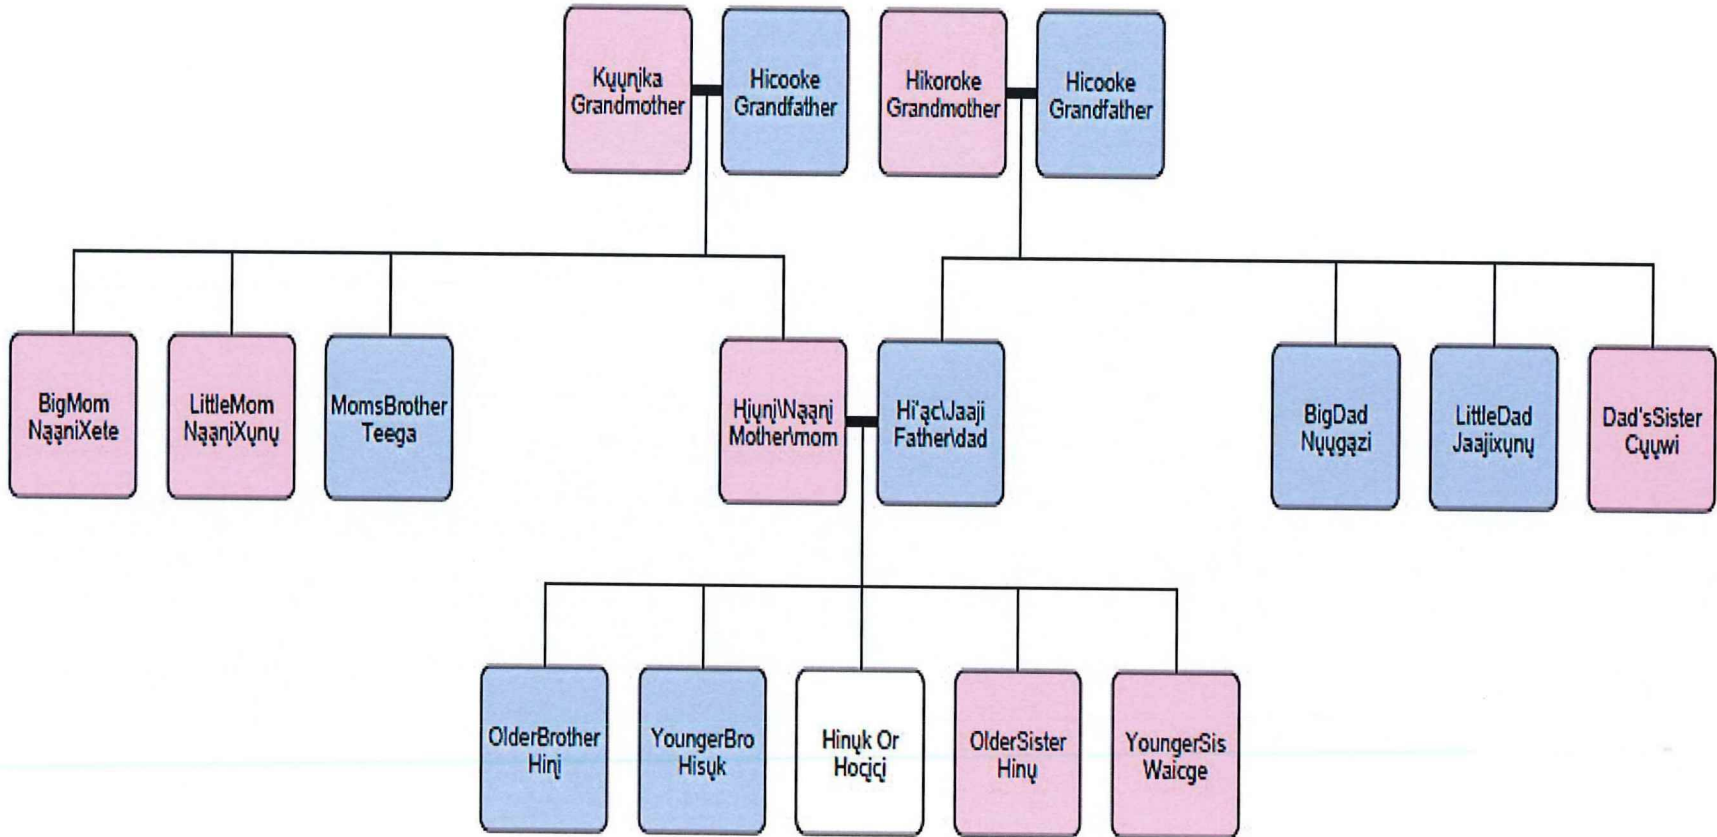 Kųųnįka
Grandmother
Hicooke
Grandfather
Hikoroke
Grandmother
Hicooke
Grandfather
BigMom
NąąniXete
LittleMom
NąąnįXųnų
MomsBrother
Teega
Hįųnį\Nąąnį
Mother\mom
Hi'ąc\Jaaji
Father\dad
BigDad
Nųųgązi
LittleDad
Jaajixųnų
Dad'sSister
Cųųwi
OlderBrother
Hinį
YoungerBro
Hisųk
Hinųk Or
Hocįcį
OlderSister
Hinų
YoungerSis
Waicge